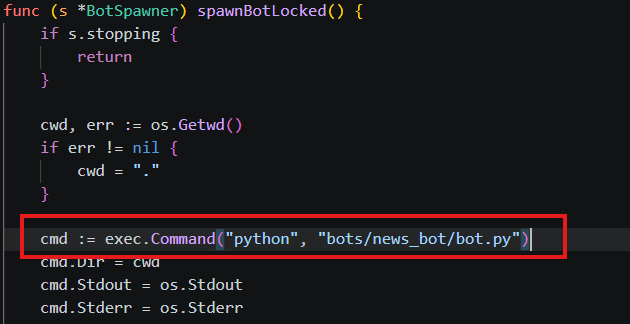 func (s *BotSpawner) spawnBotLocked() {
if s.stopping {
return
}
cwd, err := os.Getwd()
if err != nil {
cwd = "."
}
cmd := exec.Command("python", "bots/news_bot/bot.py")
cmd.Dir = cwd
cmd.Stdout = os.Stdout
cmd.Stderr = os.Stderr